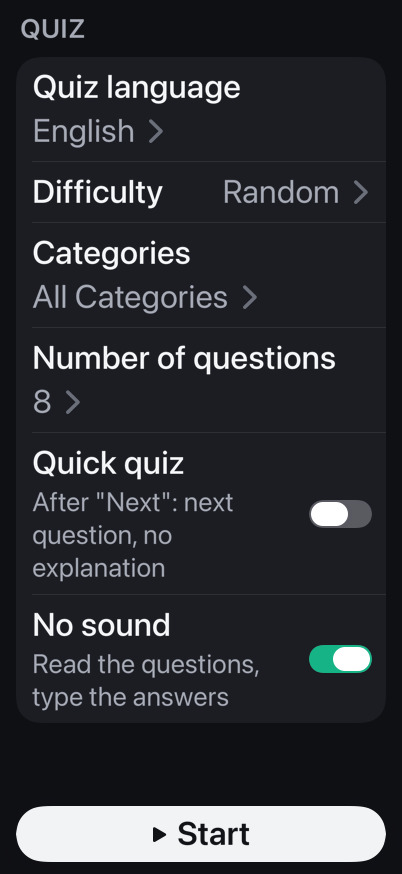 QUIZ
Quiz language
English
Difficulty Random
Categories
All Categories
Number of questions
8
Quick quiz
After "Next": next
question, no
explanation
No sound
Read the questions,
type the answers
Start